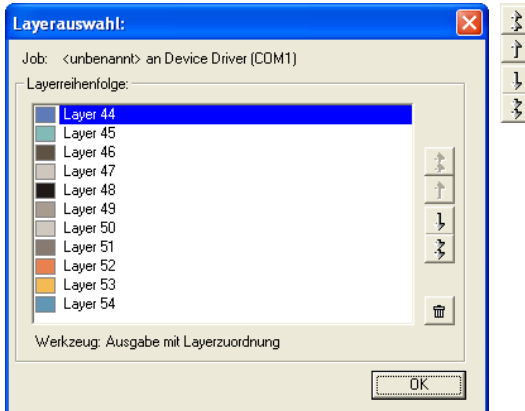 Layerauswahl:
Job: <unbenannt> an Device Driver (COM1)
Layerreihenfolge:
Layer 44
Layer 45
Layer 46
Layer 47
Layer 48
Layer 49
Layer 50
Layer 51
Layer 52
Layer 53
Layer 54
Werkzeug: Ausgabe mit Layerzuordnung
OK